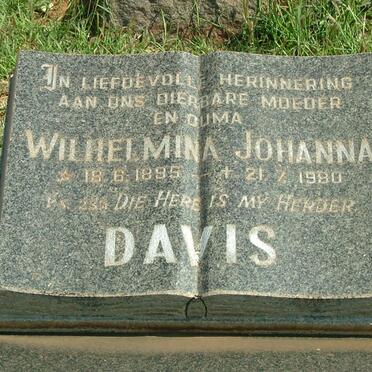 IN LIEFDEVOLLE HERINNERING
AAN ONS DIERBARE MOEDER
EN OUMA
WILHELMINA JOHANNA
* 18.6.1895 - + 21.7.1980
PS. DIE HERE IS MY HERDER
DAVIS